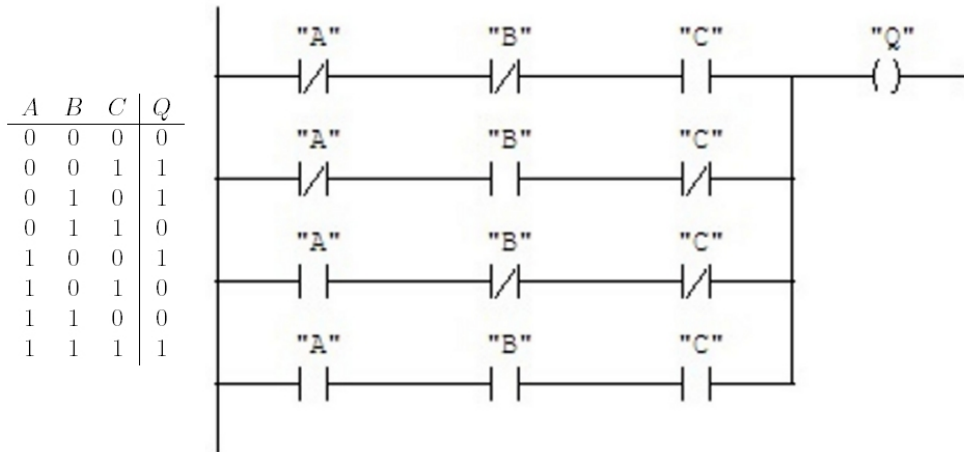 A B C Q
0 0 0 0
0 0 1 1
0 1 0 1
0 1 1 0
1 0 0 1
1 0 1 0
1 1 0 0
1 1 1 1
"A" "B" "C" "Q"
"A" "B" "C"
"A" "B" "C"
"A" "B" "C"